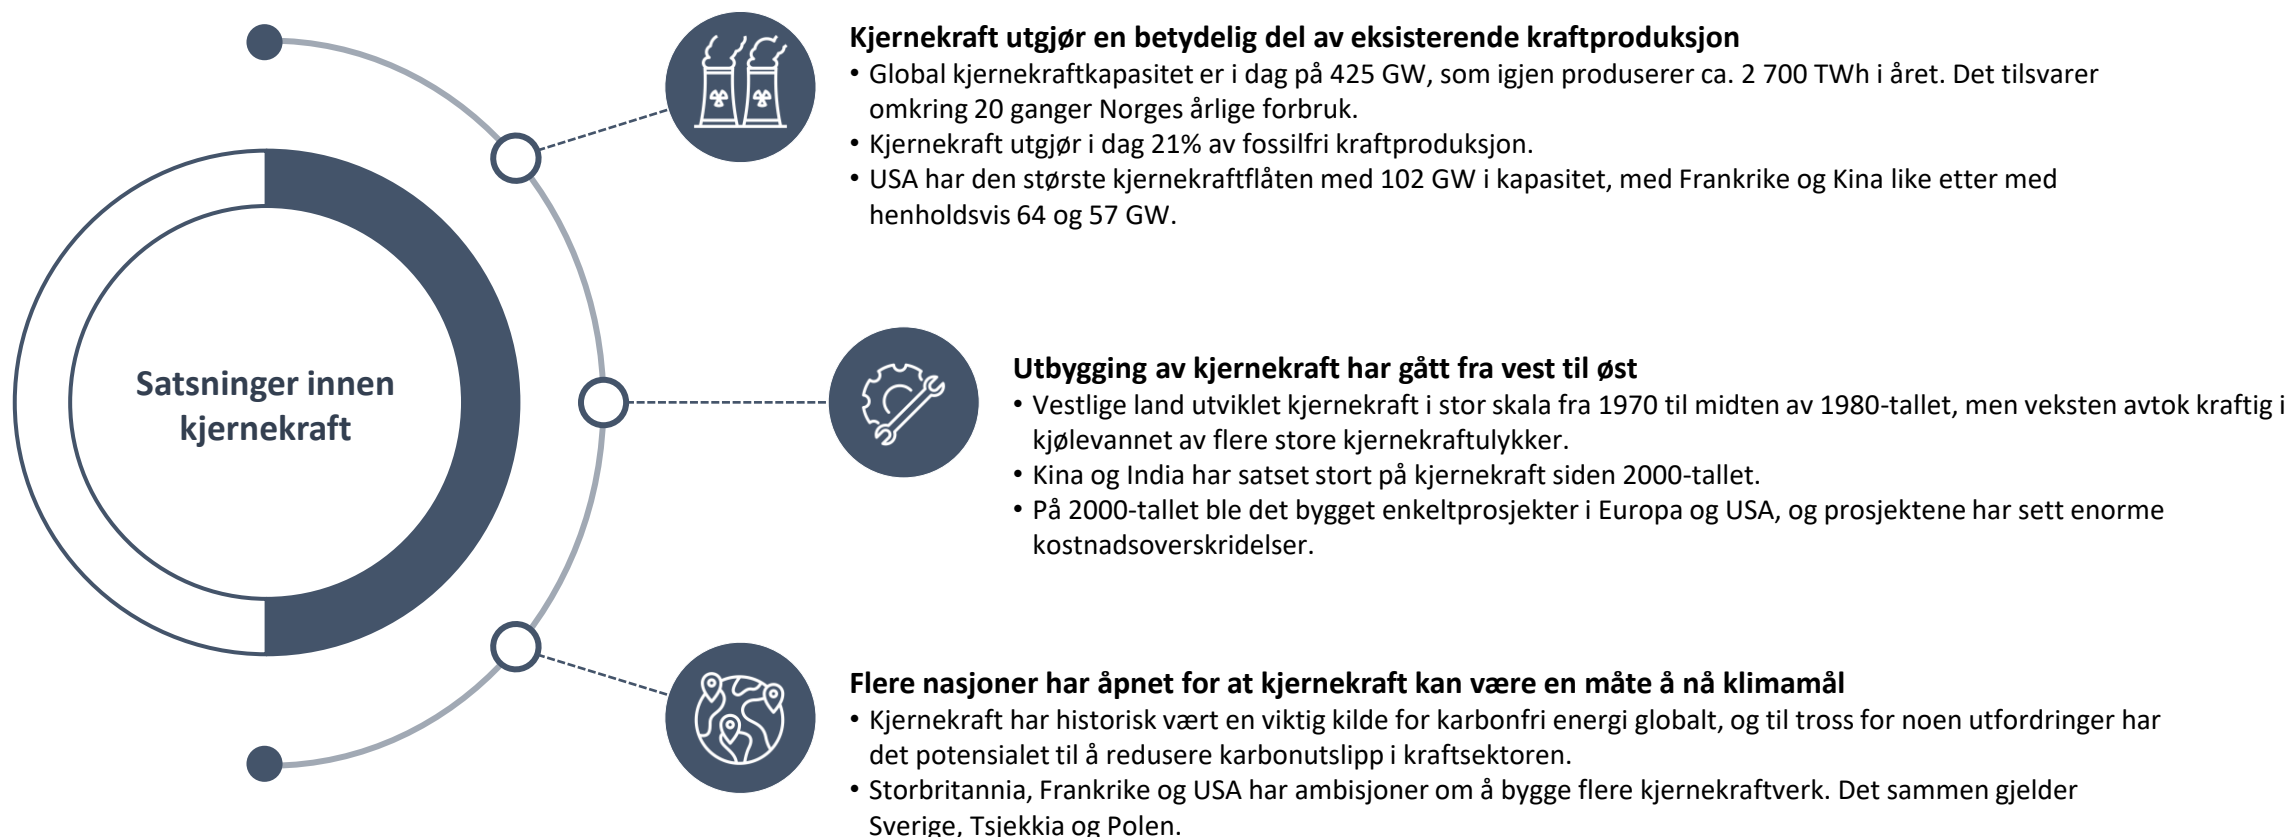 Satsninger innen
kjernekraft
Kjernekraft utgjør en betydelig del av eksisterende kraftproduksjon
• Global kjernekraftkapasitet er i dag på 425 GW, som igjen produserer ca. 2 700 TWh i året. Det tilsvarer
omkring 20 ganger Norges årlige forbruk.
• Kjernekraft utgjør i dag 21% av fossilfri kraftproduksjon.
• USA har den største kjernekraftflåten med 102 GW i kapasitet, med Frankrike og Kina like etter med
henholdsvis 64 og 57 GW.
Utbygging av kjernekraft har gått fra vest til øst
• Vestlige land utviklet kjernekraft i stor skala fra 1970 til midten av 1980-tallet, men veksten avtok kraftig i
kjølevannet av flere store kjernekraftulykker.
• Kina og India har satset stort på kjernekraft siden 2000-tallet.
• På 2000-tallet ble det bygget enkeltprosjekter i Europa og USA, og prosjektene har sett enorme
kostnadsoverskridelser.
Flere nasjoner har åpnet for at kjernekraft kan være en måte å nå klimamål
• Kjernekraft har historisk vært en viktig kilde for karbonfri energi globalt, og til tross for noen utfordringer har
det potensialet til å redusere karbonutslipp i kraftsektoren.
• Storbritannia, Frankrike og USA har ambisjoner om å bygge flere kjernekraftverk. Det sammen gjelder
Sverige, Tsjekkia og Polen.